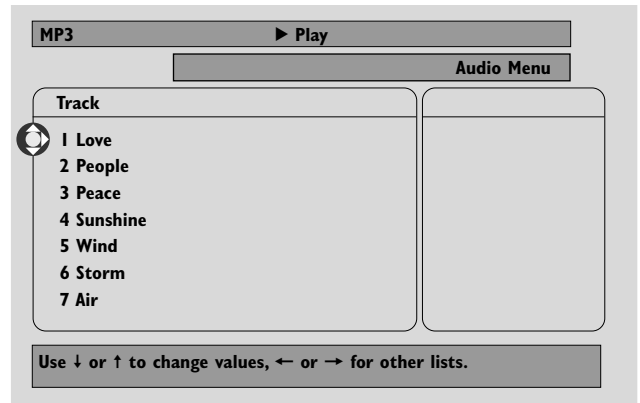 MP3 ▶ Play
Audio Menu
Track
1 Love
2 People
3 Peace
4 Sunshine
5 Wind
6 Storm
7 Air
Use ↓ or ↑ to change values, ← or → for other lists.